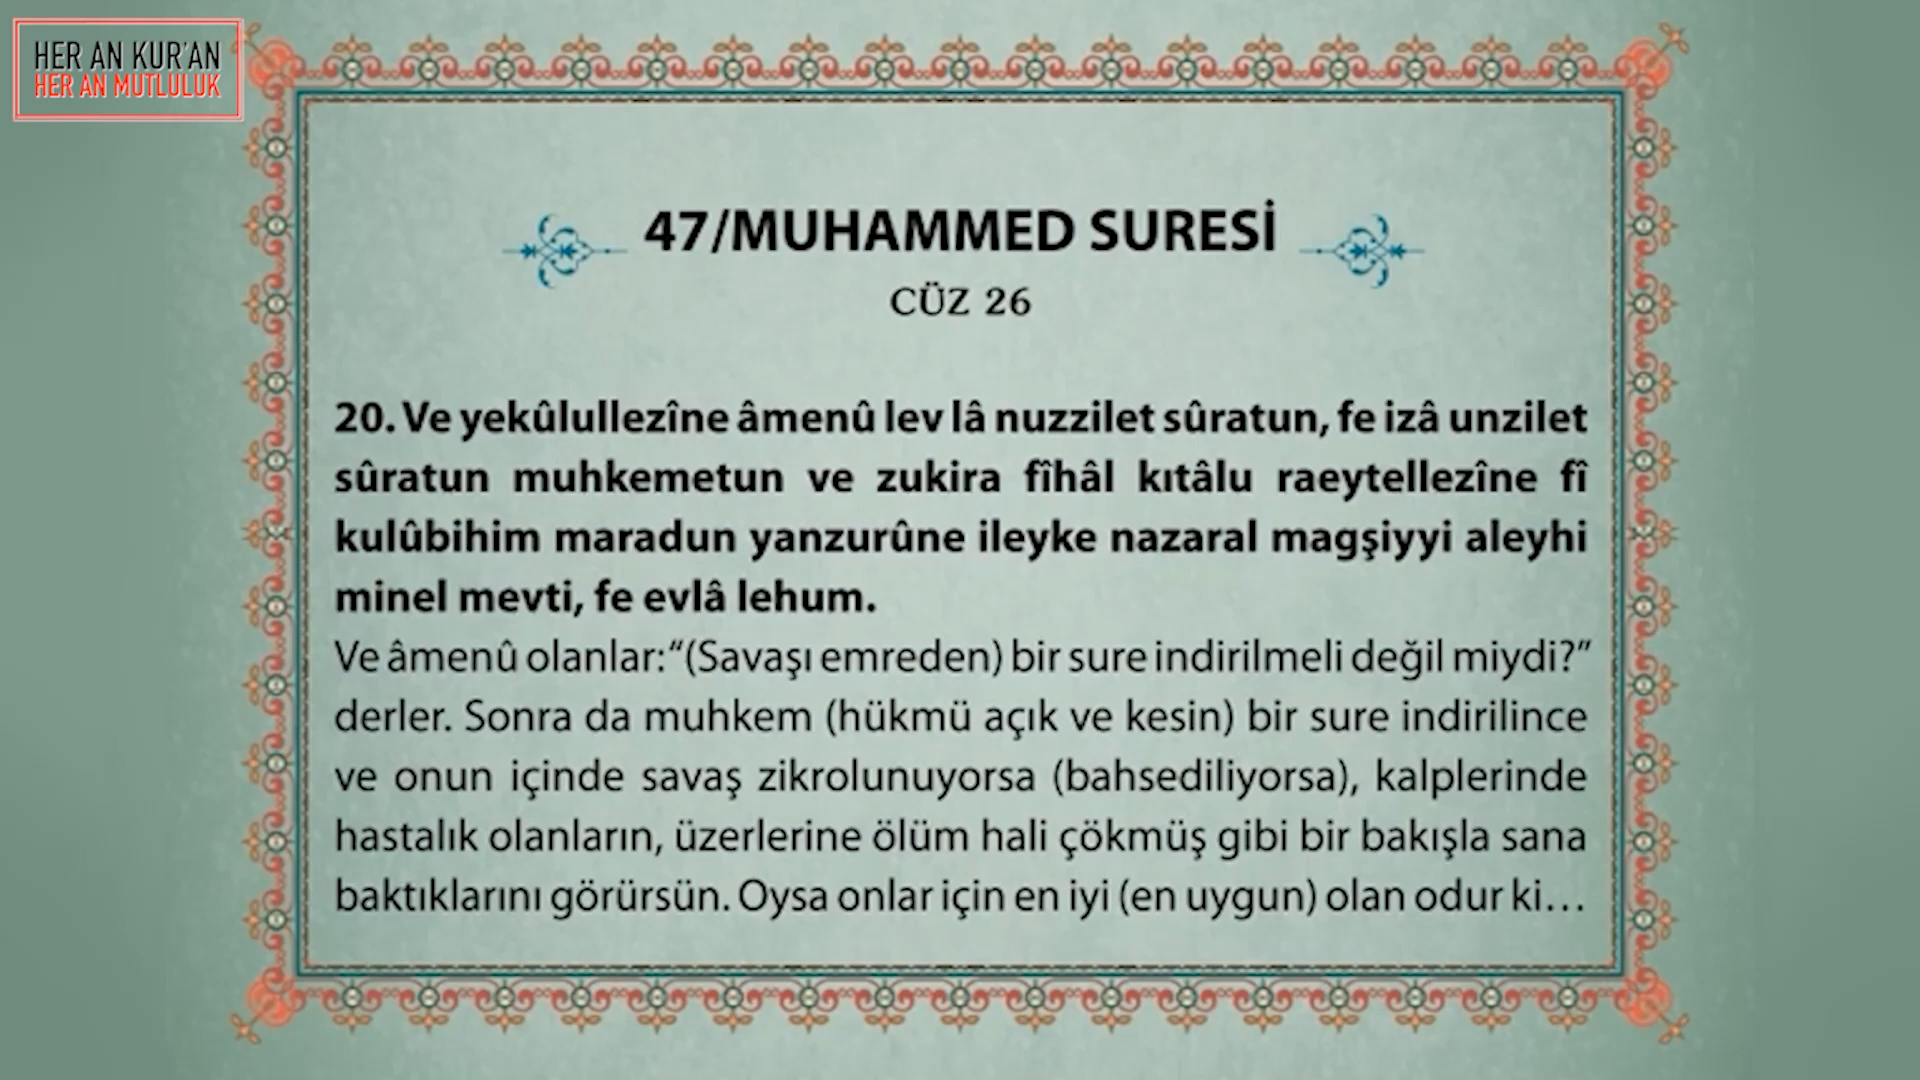 HER AN KUR'AN
HER AN MUTLULUK
47/MUHAMMED SURESİ
CÜZ 26
20. Ve yekûlullezîne âmenû lev lâ nuzzilet sûratun, fe izâ unzilet
sûratun muhkemetun ve zukira fîhâl kıtâlu raeytellezîne fî
kulûbihim maradun yanzurûne ileyke nazaral magşiyyi aleyhi
minel mevti, fe evlâ lehum.
Ve âmenû olanlar: “(Savaşı emreden) bir sure indirilmeli değil miydi?”
derler. Sonra da muhkem (hükmü açık ve kesin) bir sure indirilince
ve onun içinde savaş zikrolunuyorsa (bahsediliyorsa), kalplerinde
hastalık olanların, üzerlerine ölüm hali çökmüş gibi bir bakışla sana
baktıklarını görürsün. Oysa onlar için en iyi (en uygun) olan odur ki…